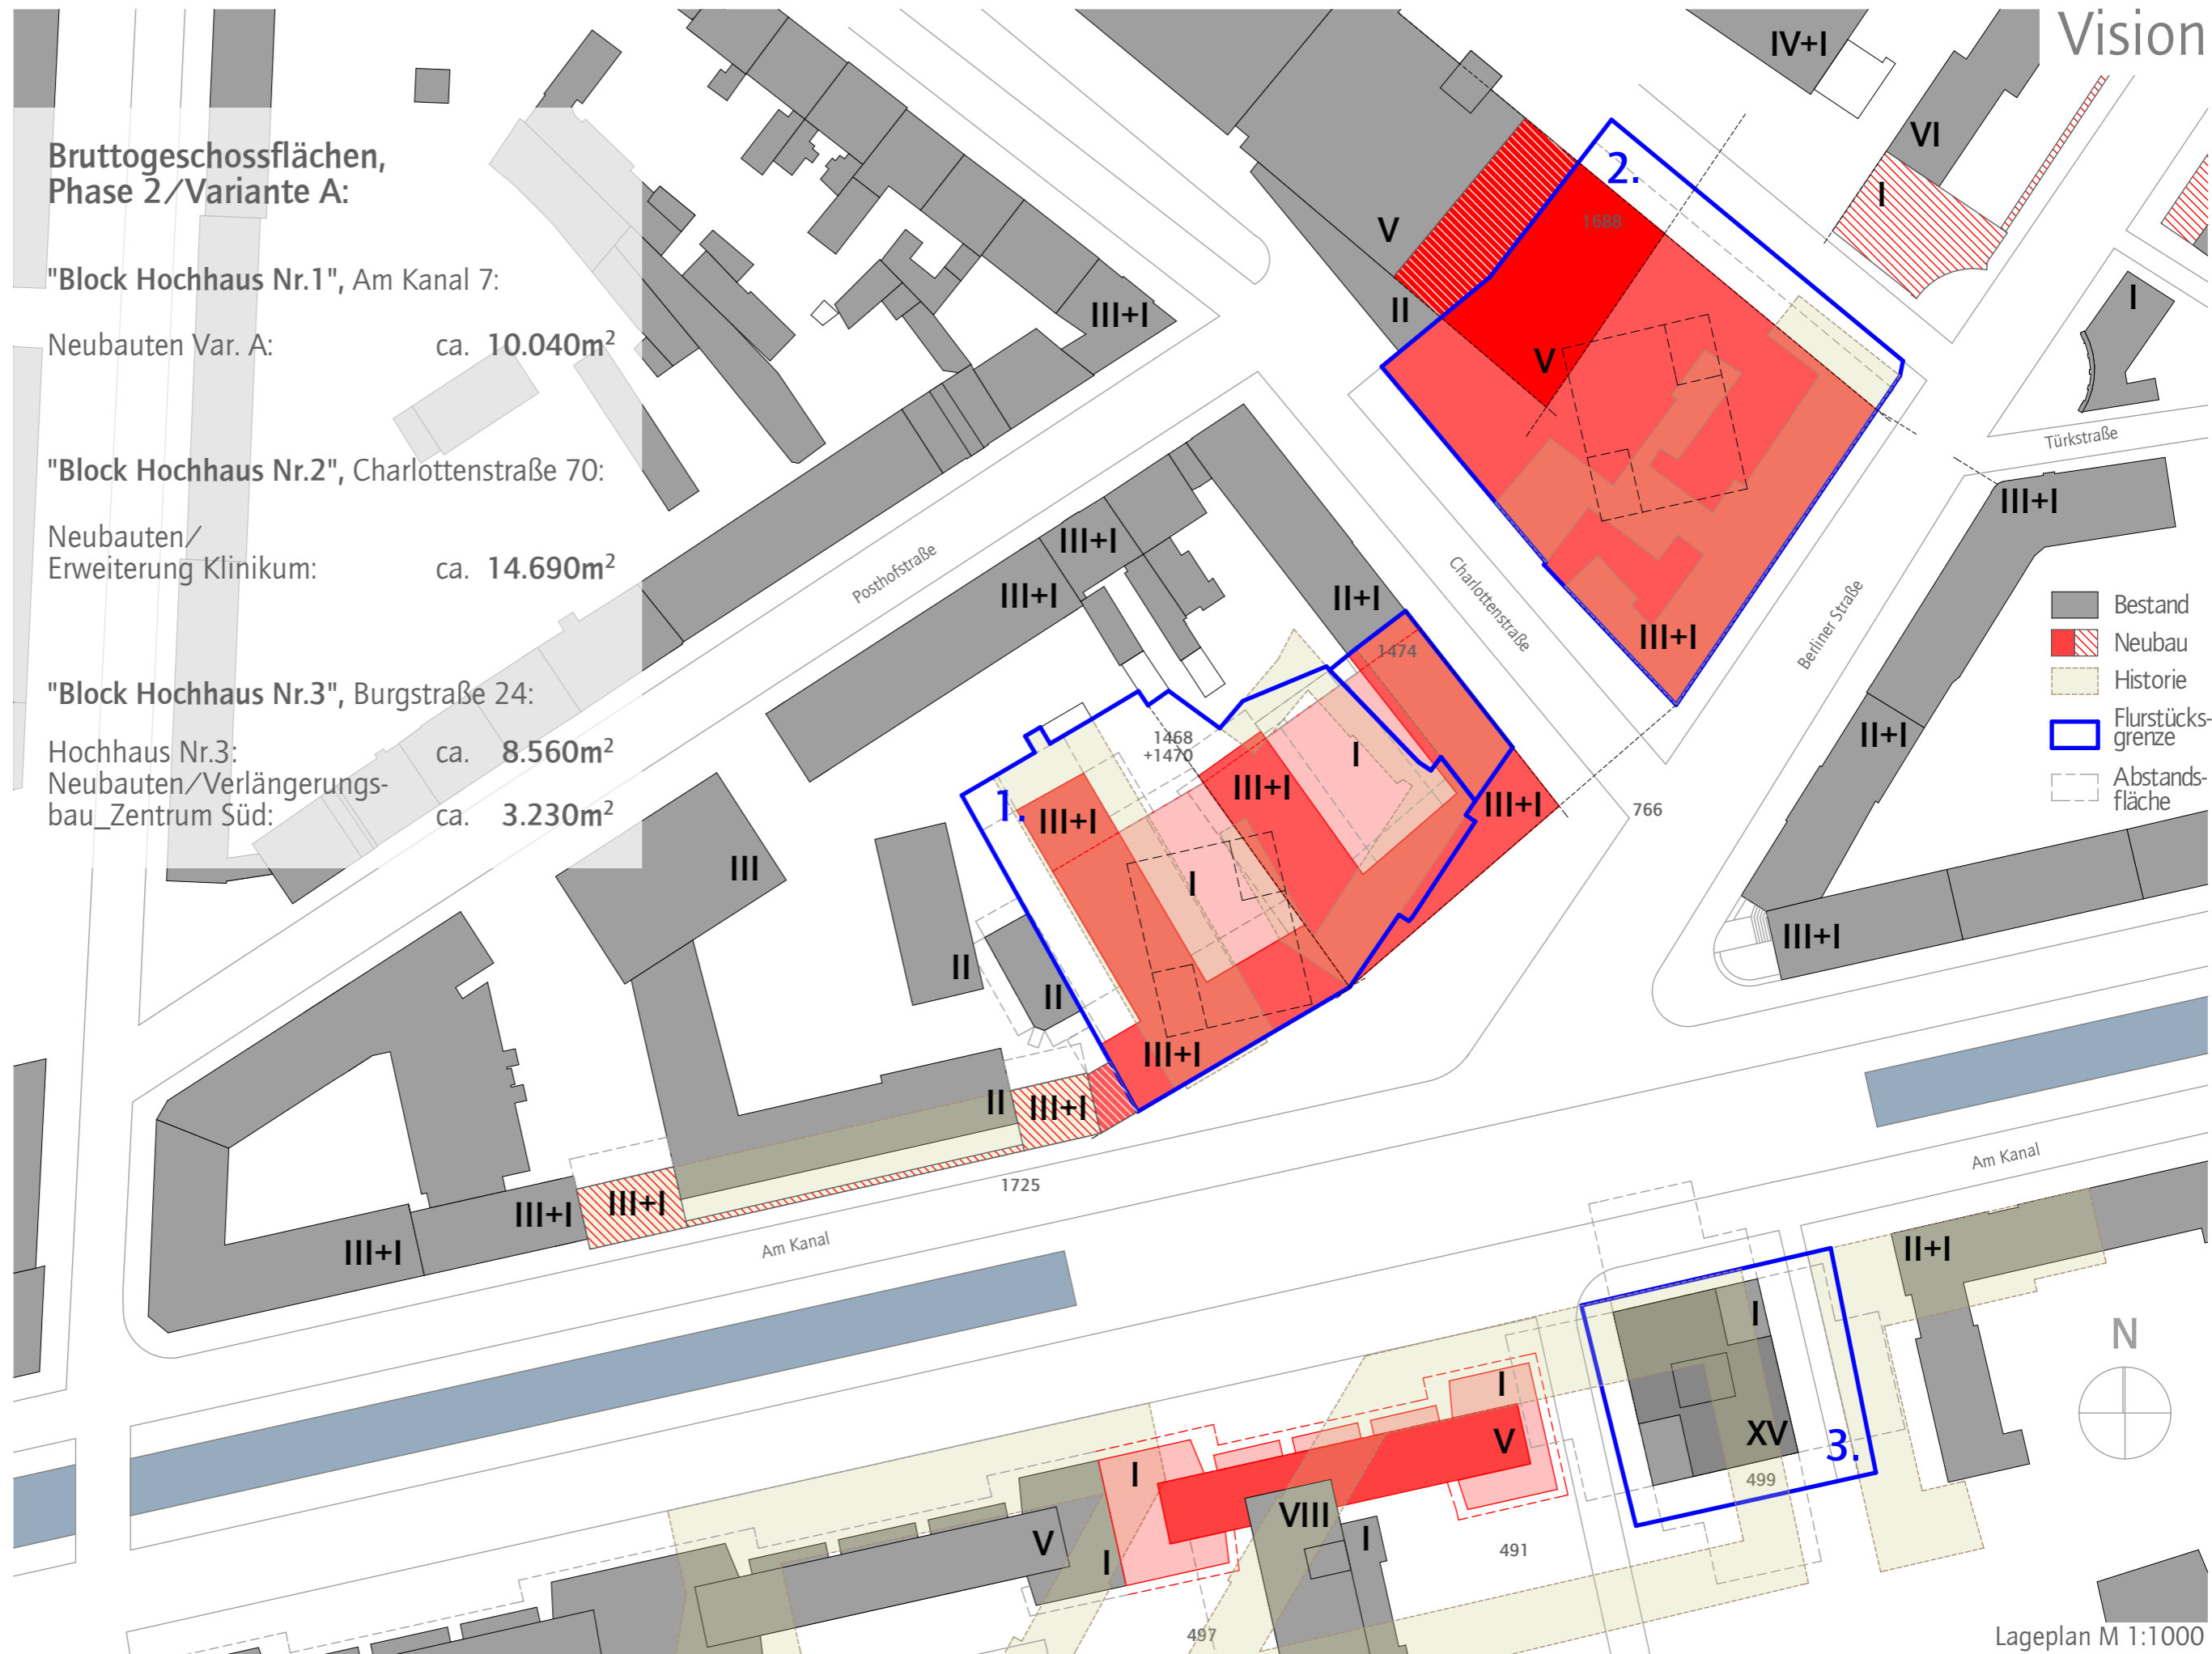 Vision
Bruttogeschossflächen,
Phase 2/Variante A:
"Block Hochhaus Nr.1", Am Kanal 7:
Neubauten Var. A: ca. 10.040m²
"Block Hochhaus Nr.2", Charlottenstraße 70:
Neubauten/
Erweiterung Klinikum: ca. 14.690m²
"Block Hochhaus Nr.3", Burgstraße 24:
Hochhaus Nr.3: ca. 8.560m²
Neubauten/Verlängerungs-
bau_Zentrum Süd: ca. 3.230m²
IV+I
VI
I
I
2.
1688
V
II
V
III+I
III+I
Türkstraße
III+I
Posthofstraße
III+I
III+I
II+I
Charlottenstraße
Berliner Straße
II+I
III+I
Bestand
Neubau
Historie
Flurstücks-
grenze
Abstands-
fläche
1474
1468
+1470
1.
III+I
III+I
I
III+I
766
I
III
II
II
III+I
II
III+I
1725
III+I
III+I
III+I
Am Kanal
Am Kanal
II+I
I
XV
3.
499
N
I
V
I
VIII
I
V
I
491
497
Lageplan M 1:1000